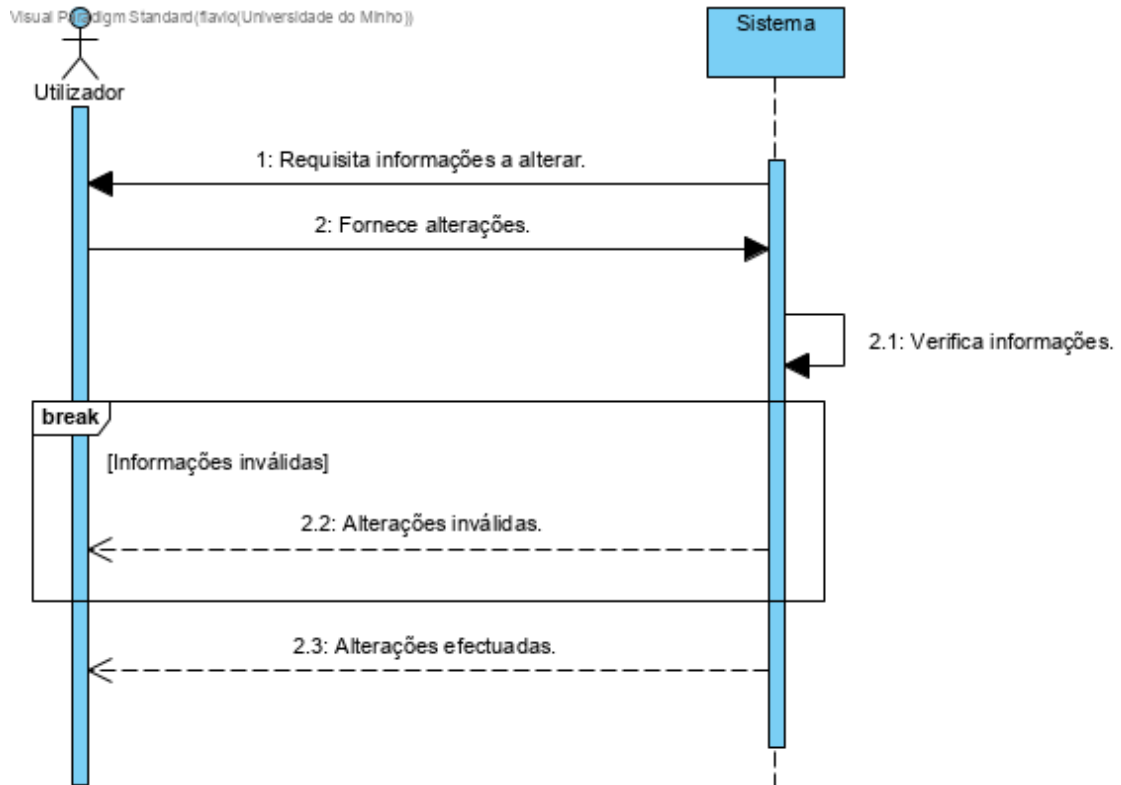 Visual Paradigm Standard(flavio(Universidade do Minho))
Sistema
Utilizador
1: Requisita informações a alterar.
2: Fornece alterações.
2.1: Verifica informações.
break
[Informações inválidas]
2.2: Alterações inválidas.
2.3: Alterações efectuadas.